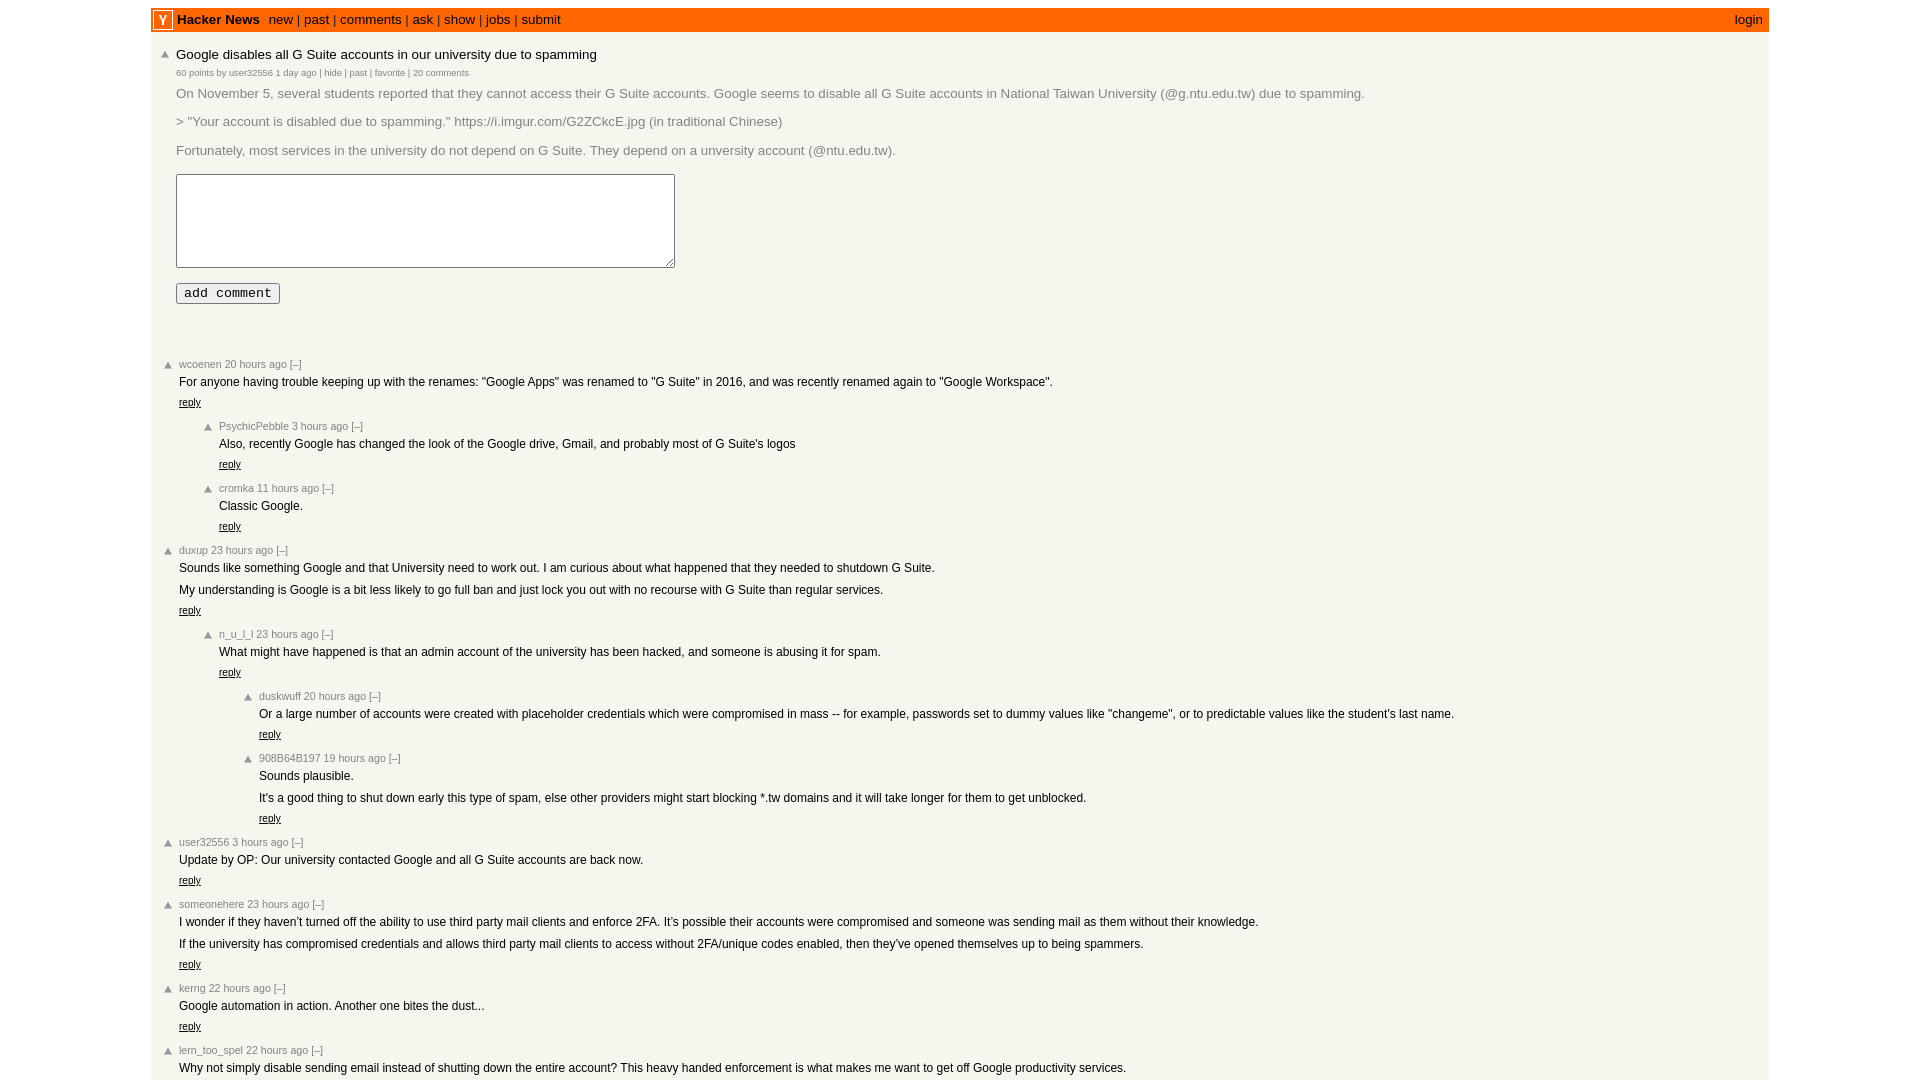 Y Hacker News new | past | comments | ask | show | jobs | submit login
Google disables all G Suite accounts in our university due to spamming
60 points by user32556 1 day ago | hide | past | favorite | 20 comments
On November 5, several students reported that they cannot access their G Suite accounts. Google seems to disable all G Suite accounts in National Taiwan University (@g.ntu.edu.tw) due to spamming.
> "Your account is disabled due to spamming." https://i.imgur.com/G2ZCkcE.jpg (in traditional Chinese)
Fortunately, most services in the university do not depend on G Suite. They depend on a unversity account (@ntu.edu.tw).
add comment
wcoenen 20 hours ago [–]
For anyone having trouble keeping up with the renames: "Google Apps" was renamed to "G Suite" in 2016, and was recently renamed again to "Google Workspace".
reply
PsychicPebble 3 hours ago [–]
Also, recently Google has changed the look of the Google drive, Gmail, and probably most of G Suite's logos
reply
cromka 11 hours ago [–]
Classic Google.
reply
duxup 23 hours ago [–]
Sounds like something Google and that University need to work out. I am curious about what happened that they needed to shutdown G Suite.
My understanding is Google is a bit less likely to go full ban and just lock you out with no recourse with G Suite than regular services.
reply
n_u_l_l 23 hours ago [–]
What might have happened is that an admin account of the university has been hacked, and someone is abusing it for spam.
reply
duskwuff 20 hours ago [–]
Or a large number of accounts were created with placeholder credentials which were compromised in mass -- for example, passwords set to dummy values like "changeme", or to predictable values like the student's last name.
reply
908B64B197 19 hours ago [–]
Sounds plausible.
It's a good thing to shut down early this type of spam, else other providers might start blocking *.tw domains and it will take longer for them to get unblocked.
reply
user32556 3 hours ago [–]
Update by OP: Our university contacted Google and all G Suite accounts are back now.
reply
someonehere 23 hours ago [–]
I wonder if they haven’t turned off the ability to use third party mail clients and enforce 2FA. It’s possible their accounts were compromised and someone was sending mail as them without their knowledge.
If the university has compromised credentials and allows third party mail clients to access without 2FA/unique codes enabled, then they’ve opened themselves up to being spammers.
reply
kerng 22 hours ago [–]
Google automation in action. Another one bites the dust...
reply
lern_too_spel 22 hours ago [–]
Why not simply disable sending email instead of shutting down the entire account? This heavy handed enforcement is what makes me want to get off Google productivity services.